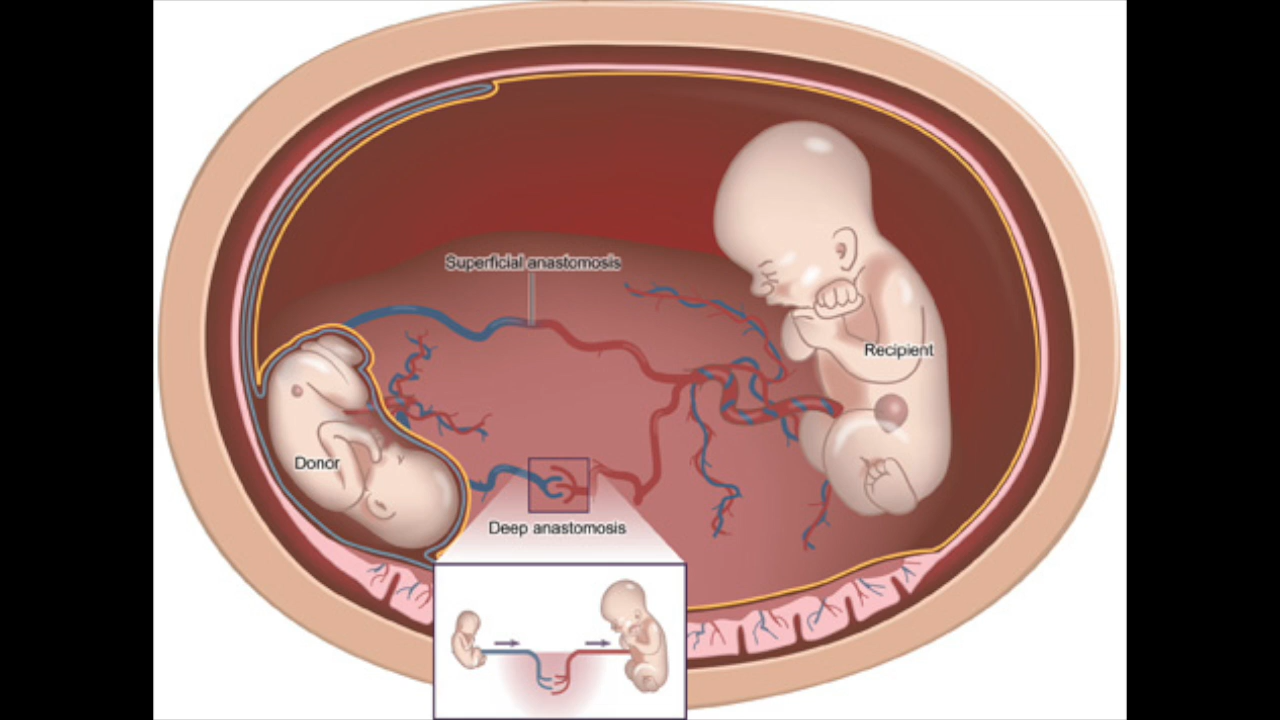 Superficial anastomosis
Recipient
Donor
Deep anastomosis